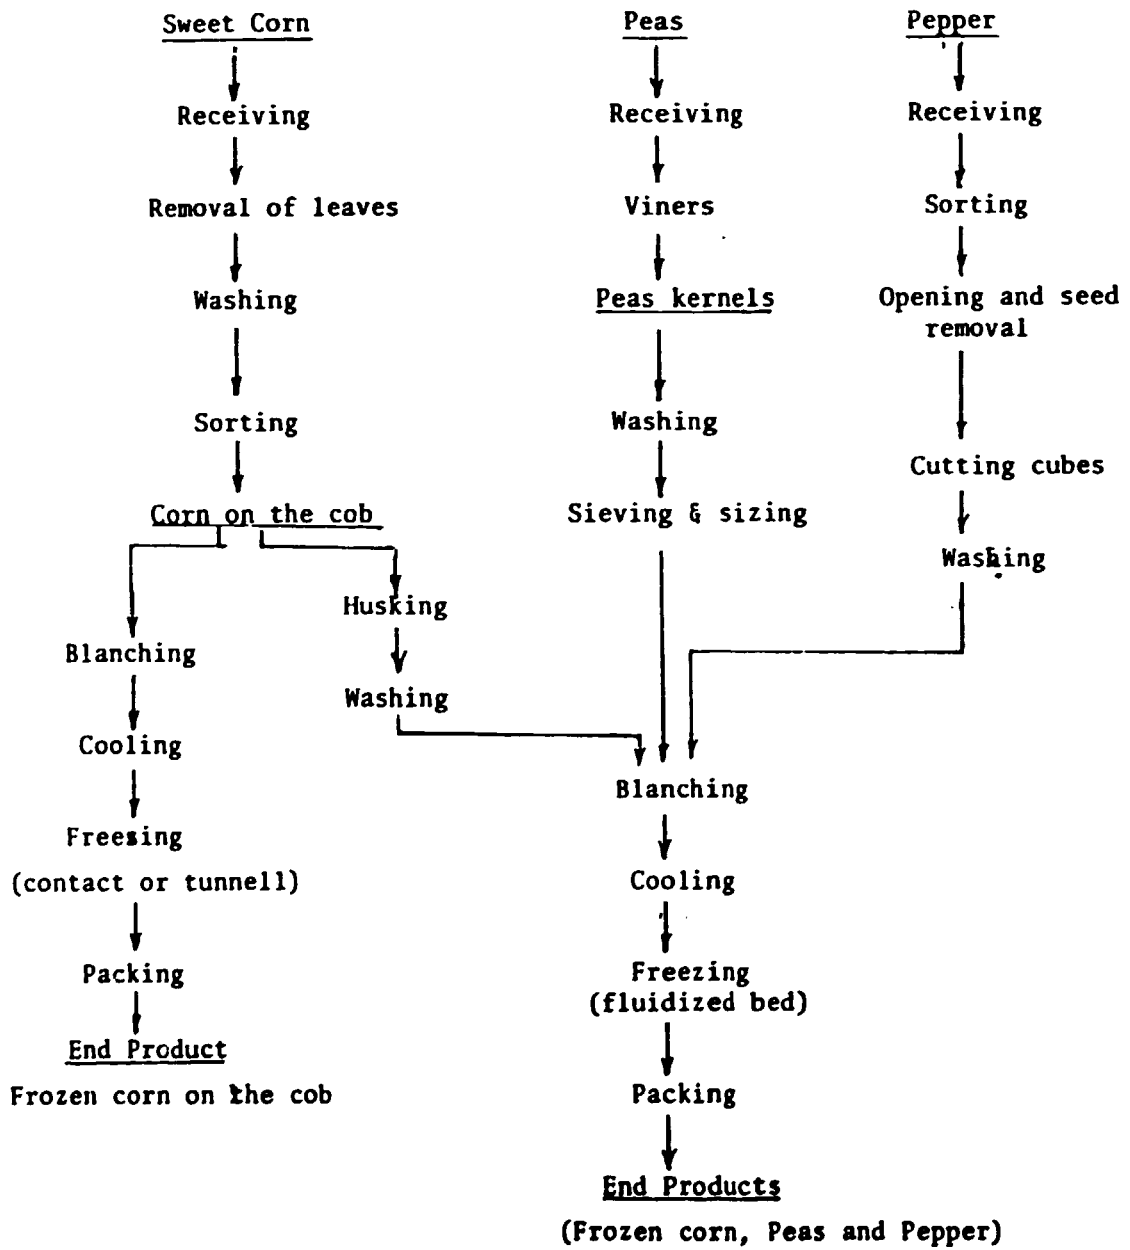 Sweet Corn
Receiving
Removal of leaves
Washing
Sorting
Corn on the cob
Blanching
Cooling
Freezing
(contact or tunnell)
Packing
End Product
Frozen corn on the cob
Husking
Washing
Peas
Receiving
Viners
Peas kernels
Washing
Sieving & sizing
Pepper
Receiving
Sorting
Opening and seed
removal
Cutting cubes
Washing
Blanching
Cooling
Freezing
(fluidized bed)
Packing
End Products
(Frozen corn, Peas and Pepper)